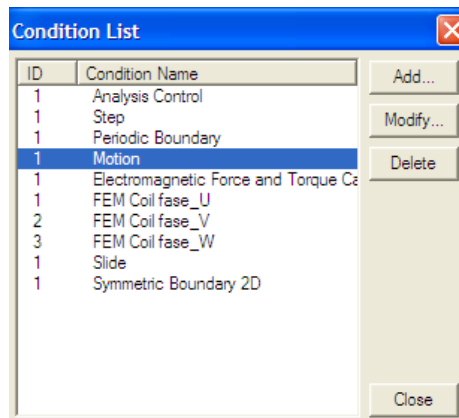 Condition List
ID Condition Name
1 Analysis Control
1 Step
1 Periodic Boundary
1 Motion
1 Electromagnetic Force and Torque Ca
1 FEM Coil fase_U
2 FEM Coil fase_V
3 FEM Coil fase_W
1 Slide
1 Symmetric Boundary 2D
Add...
Modify...
Delete
Close